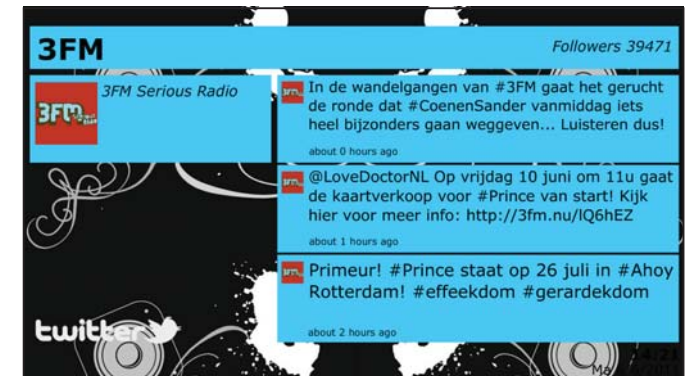 3FM
Followers 39471
3FM
3FM Serious Radio
In de wandelgangen van #3FM gaat het gerucht
de ronde dat #CoenenSander vanmiddag iets
heel bijzonders gaan weggeven... Luisteren dus!
about 0 hours ago
@LoveDoctorNL Op vrijdag 10 juni om 11u gaat
de kaartverkoop voor #Prince van start! Kijk
hier voor meer info: http://3fm.nu/lQ6hEZ
about 1 hours ago
Primeur! #Prince staat op 26 juli in #Ahoy
Rotterdam! #effeekdom #gerardekdom
about 2 hours ago
twitter